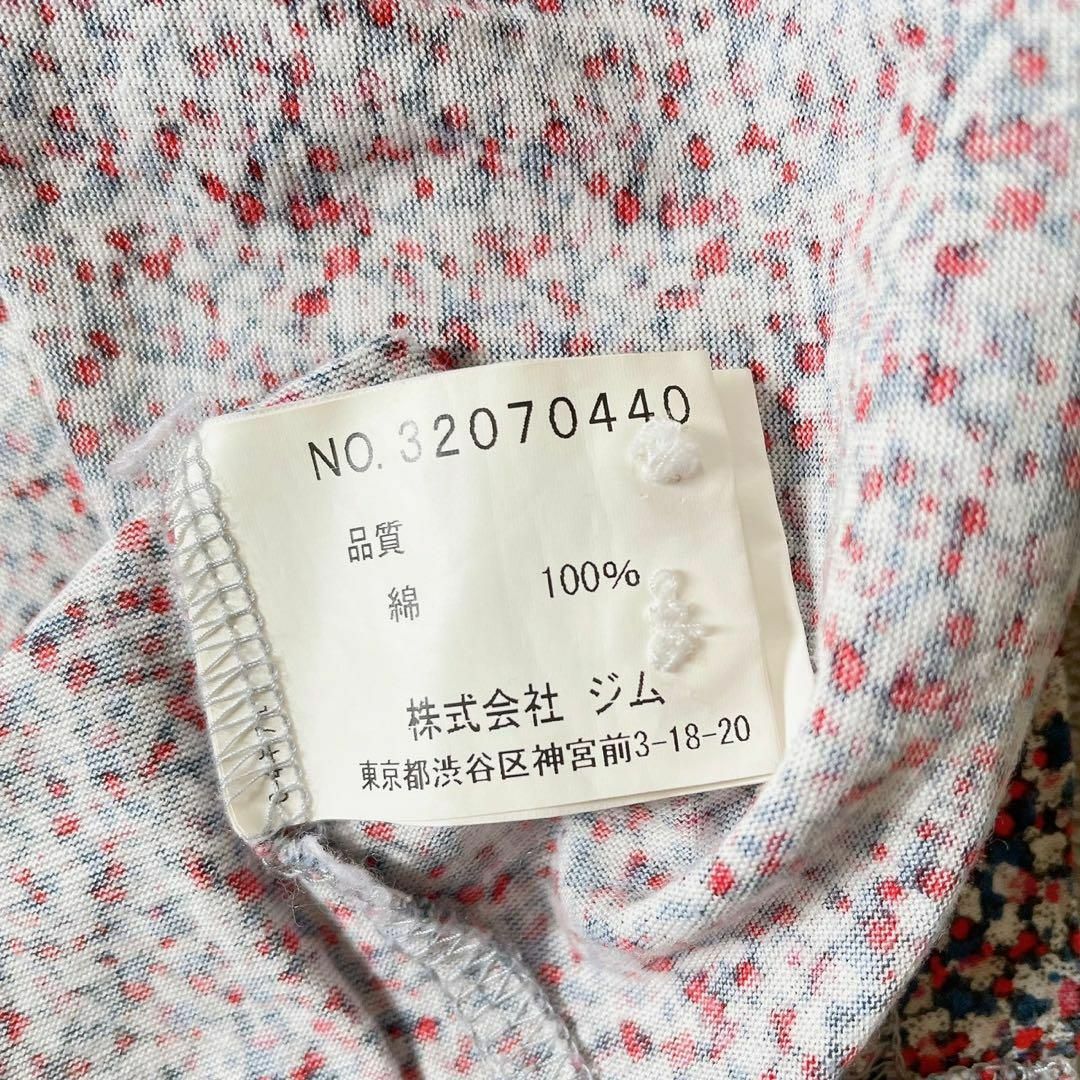 NO. 32070440
品質
綿 100%
株式会社 ジム
東京都渋谷区神宮前3-18-20